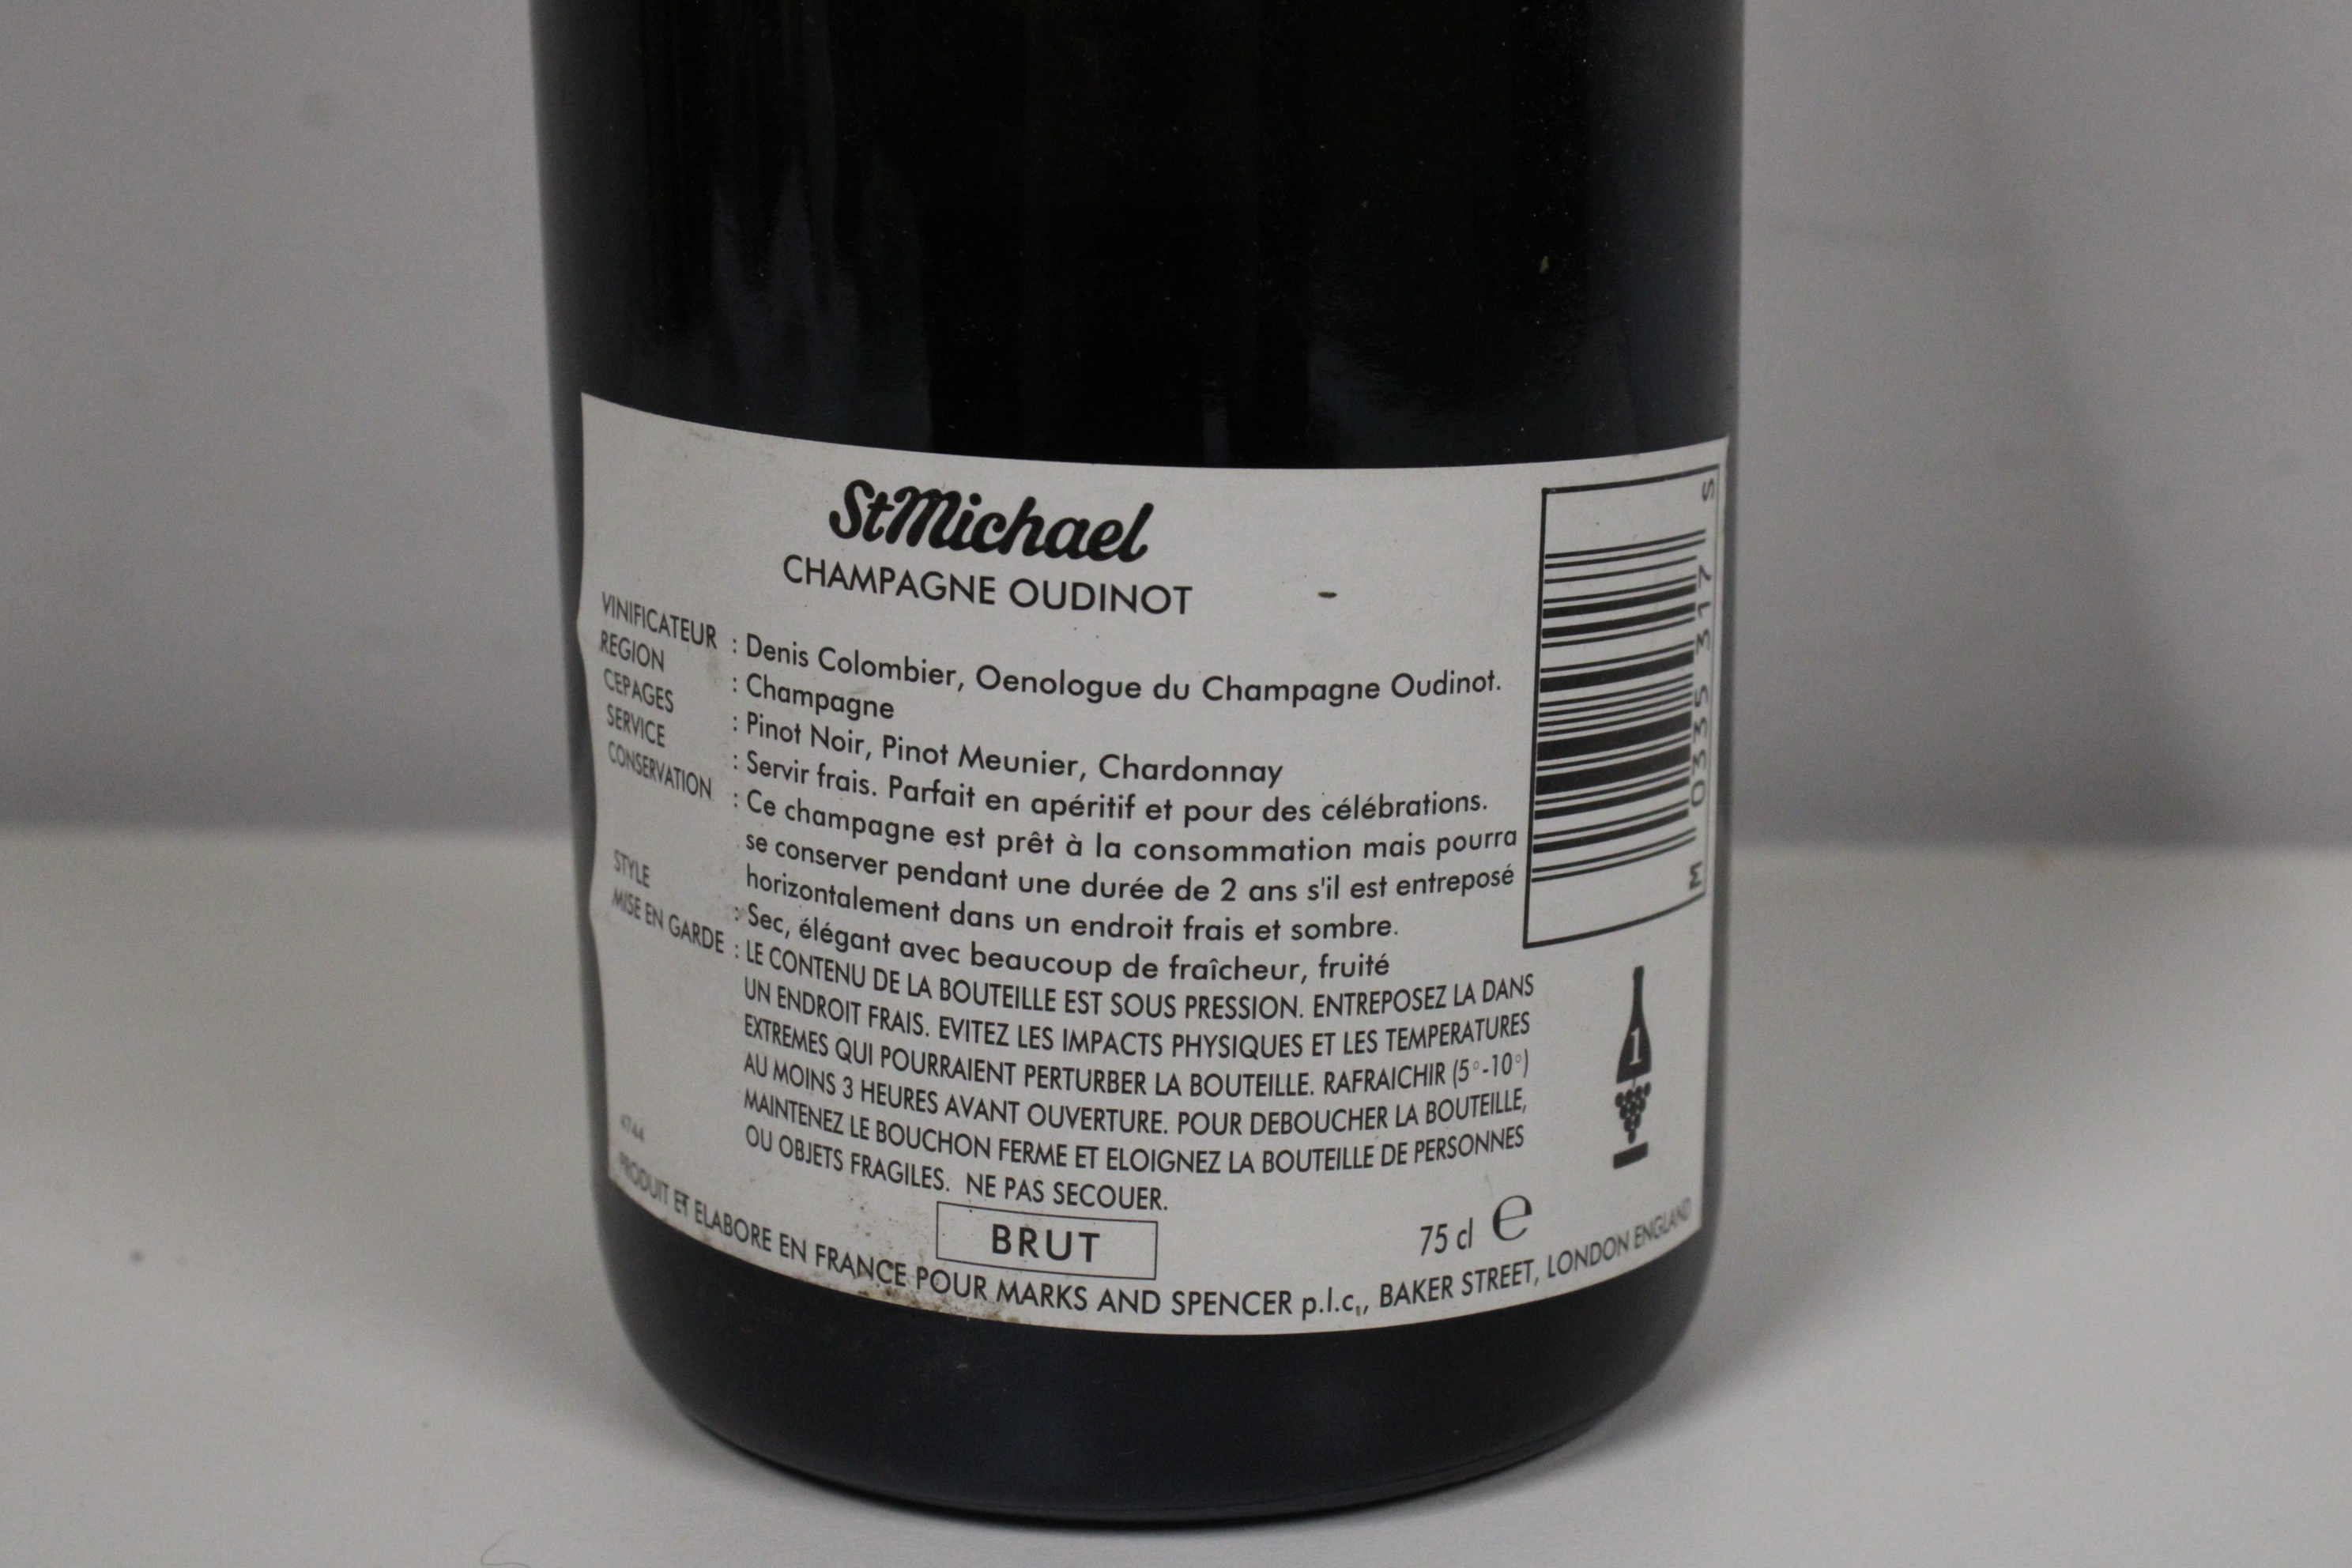 StMichael
CHAMPAGNE OUDINOT
VINIFICATEUR : Denis Colombier, Oenologue du Champagne Oudinot.
REGION : Champagne
CEPAGES : Pinot Noir, Pinot Meunier, Chardonnay
SERVICE : Servir frais. Parfait en apéritif et pour des célébrations.
CONSERVATION : Ce champagne est prêt à la consommation mais pourra
se conserver pendant une durée de 2 ans s'il est entreposé
horizontalement dans un endroit frais et sombre.
STYLE : Sec, élégant avec beaucoup de fraîcheur, fruité
MISE EN GARDE : LE CONTENU DE LA BOUTEILLE EST SOUS PRESSION. ENTREPOSEZ LA DANS
UN ENDROIT FRAIS. EVITEZ LES IMPACTS PHYSIQUES ET LES TEMPERATURES
EXTREMES QUI POURRAIENT PERTURBER LA BOUTEILLE. RAFRAICHIR (5°-10°)
AU MOINS 3 HEURES AVANT OUVERTURE. POUR DEBOUCHER LA BOUTEILLE,
MAINTENEZ LE BOUCHON FERME ET ELOIGNEZ LA BOUTEILLE DE PERSONNES
OU OBJETS FRAGILES. NE PAS SECOUER.
4744
BRUT
75 cl e
PRODUIT ET ELABORE EN FRANCE POUR MARKS AND SPENCER p.l.c., BAKER STREET, LONDON ENGLAND
M 0335 317 S
1